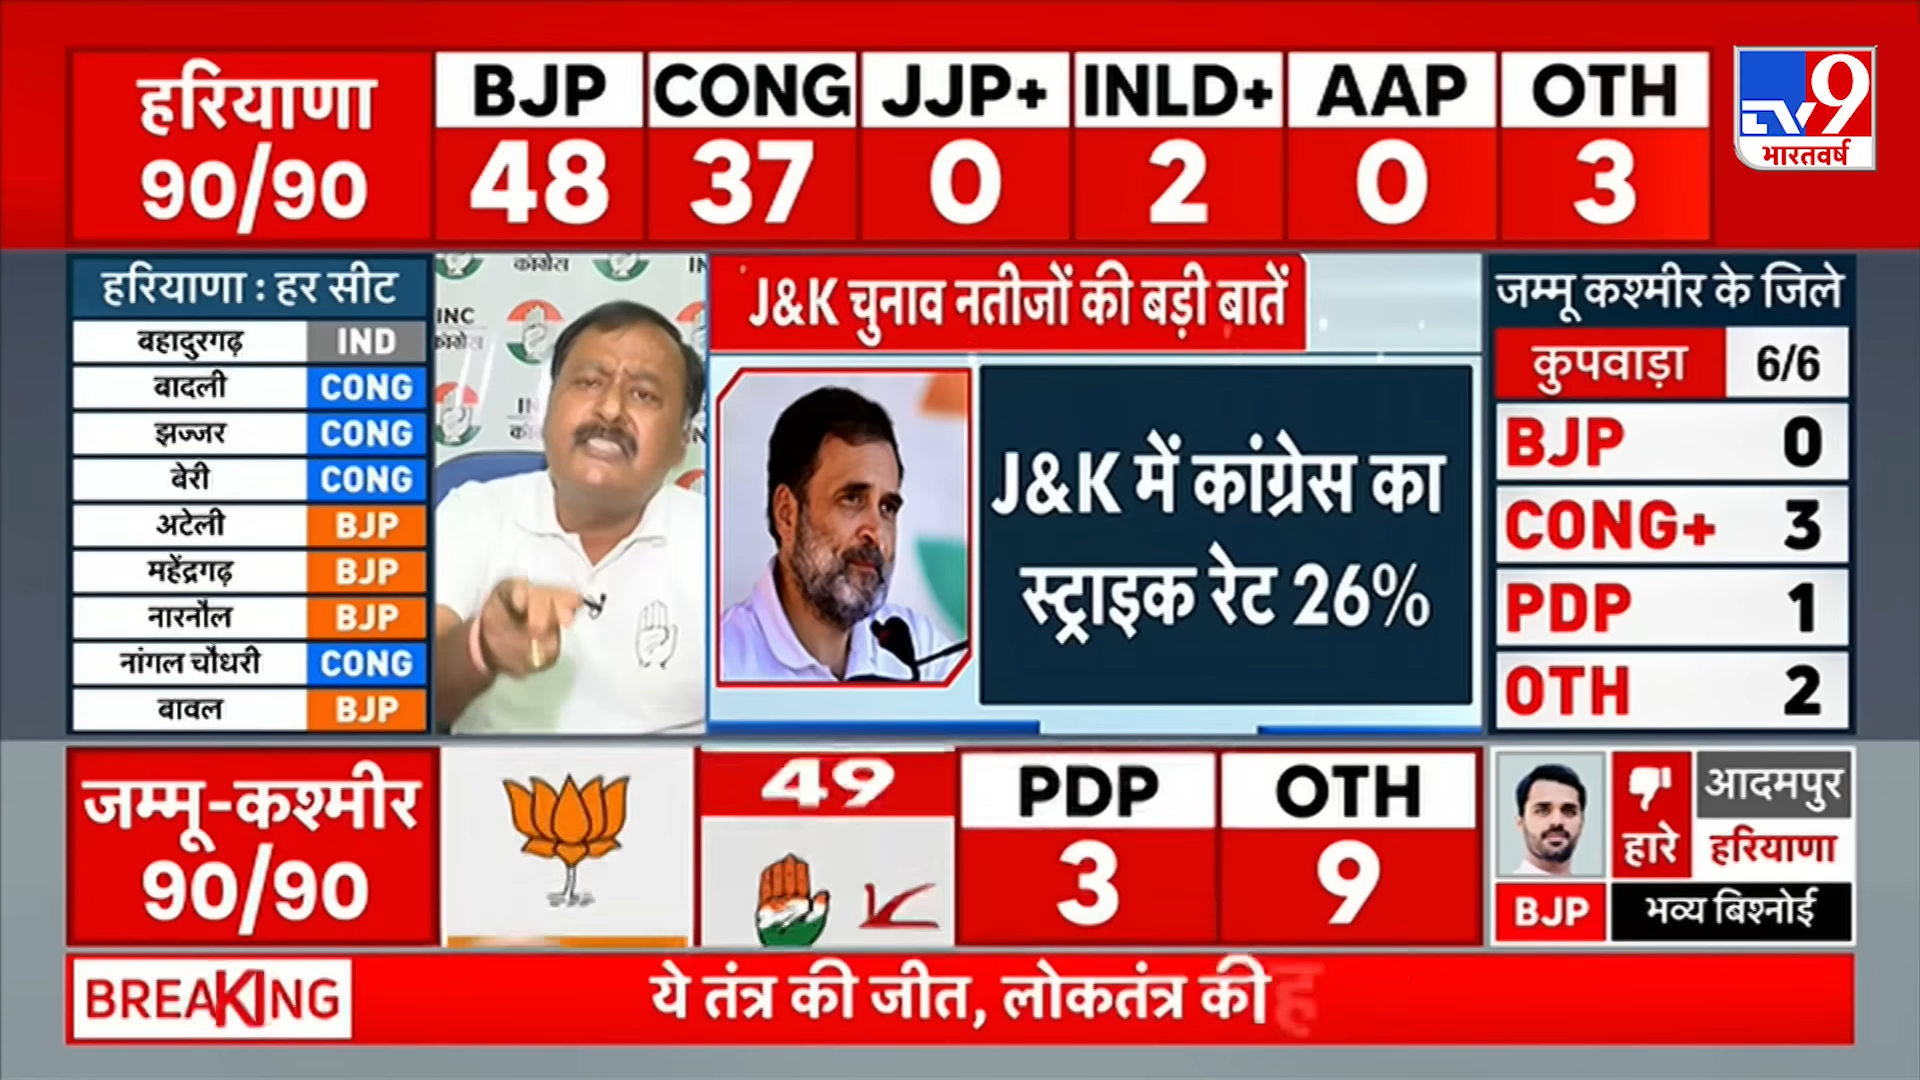 हरियाणा
90/90
BJP CONG JJP+ INLD+ AAP OTH
48 37 0 2 0 3
TV9
भारतवर्ष
हरियाणा : हर सीट
बहादुरगढ़ IND
बादली CONG
झज्जर CONG
बेरी CONG
अटेली BJP
महेंद्रगढ़ BJP
नारनौल BJP
नांगल चौधरी CONG
बावल BJP
कांग्रेस
INC
J&K चुनाव नतीजों की बड़ी बातें
J&K में कांग्रेस का
स्ट्राइक रेट 26%
जम्मू कश्मीर के जिले
कुपवाड़ा 6/6
BJP 0
CONG+ 3
PDP 1
OTH 2
जम्मू-कश्मीर
90/90
49
PDP OTH
3 9
हारे
आदमपुर
हरियाणा
BJP भव्य बिश्नोई
BREAKING
ये तंत्र की जीत, लोकतंत्र की ह